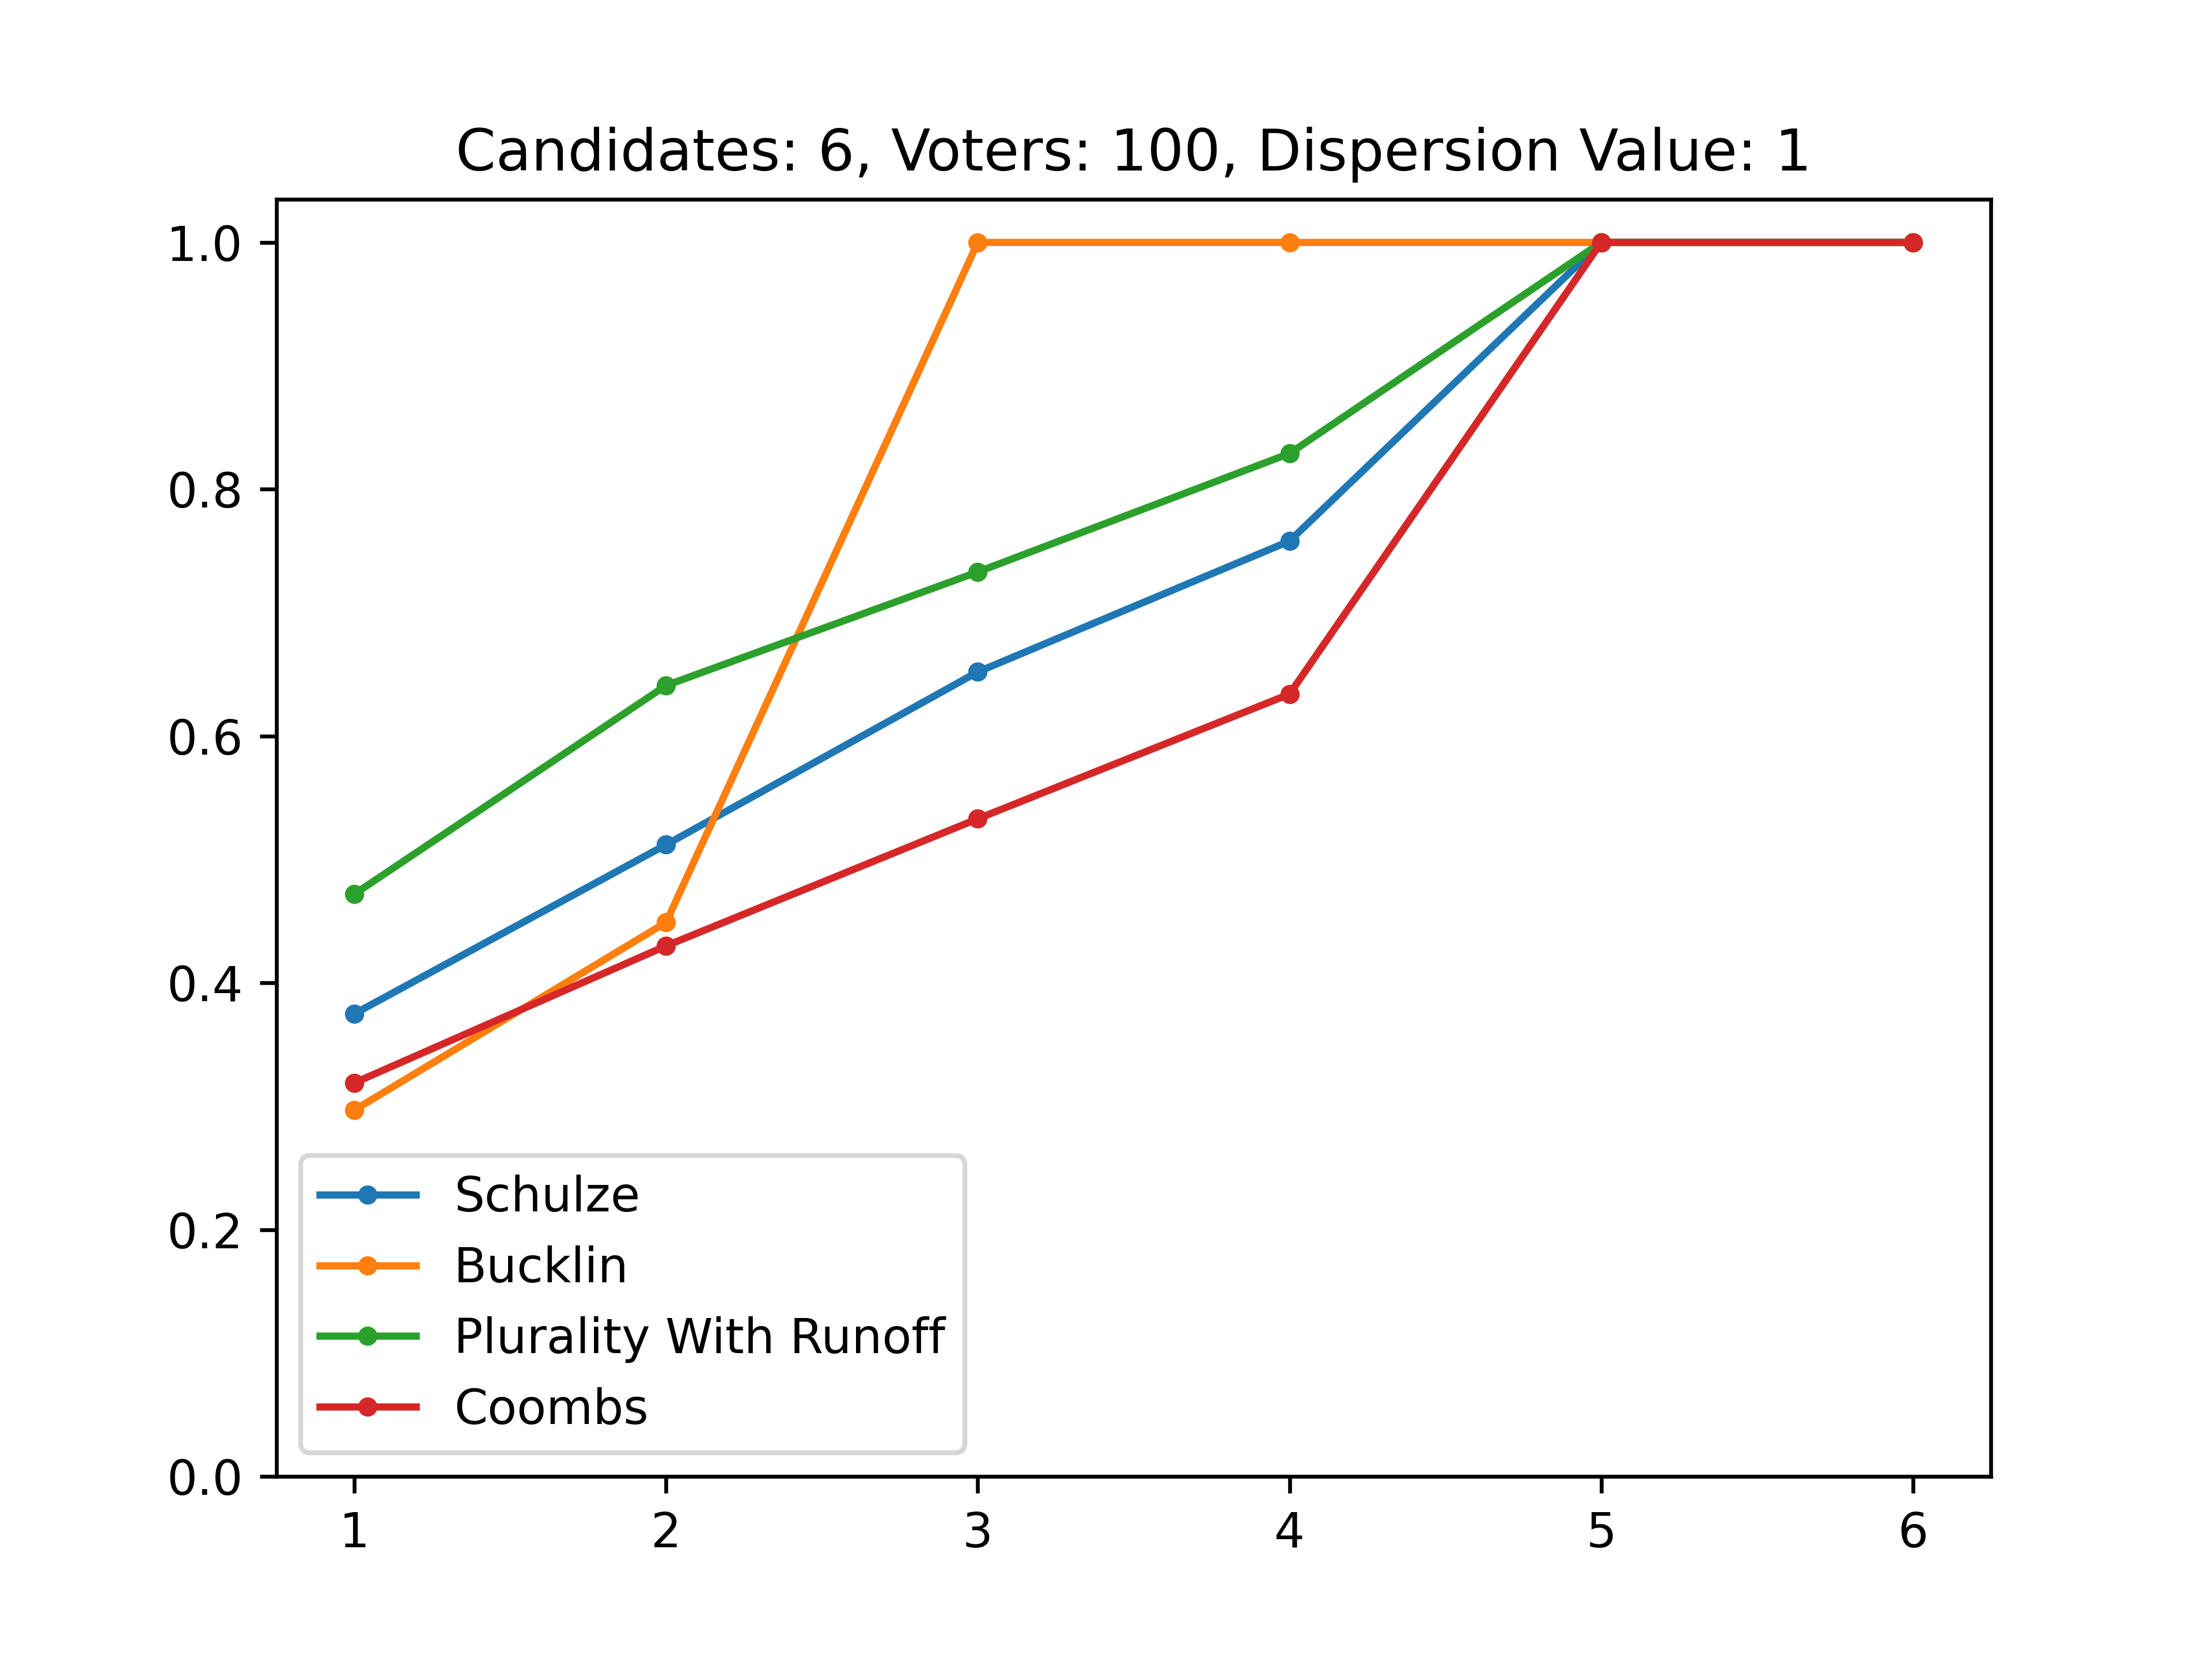 Candidates: 6, Voters: 100, Dispersion Value: 1
1.0
0.8
0.6
0.4
0.2
0.0
Schulze
Bucklin
Plurality With Runoff
Coombs
1 2 3 4 5 6